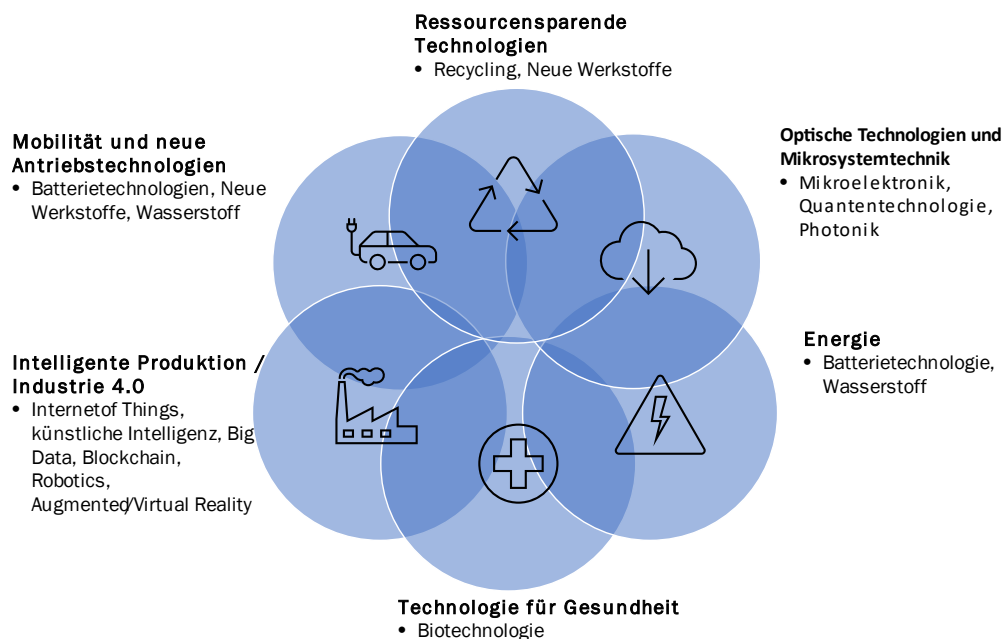 Ressourcensparende
Technologien
• Recycling, Neue Werkstoffe
Mobilität und neue
Antriebstechnologien
• Batterietechnologien, Neue
Werkstoffe, Wasserstoff
Optische Technologien und
Mikrosystemtechnik
• Mikroelektronik,
Quantentechnologie,
Photonik
Intelligente Produktion /
Industrie 4.0
• Internetof Things,
künstliche Intelligenz, Big
Data, Blockchain,
Robotics,
Augmented/Virtual Reality
Energie
• Batterietechnologie,
Wasserstoff
Technologie für Gesundheit
• Biotechnologie